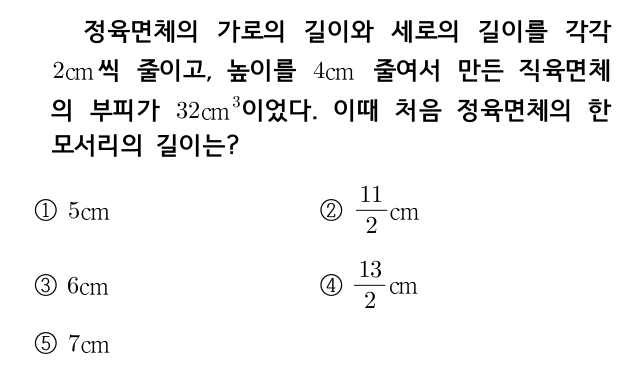 정육면체의 가로의 길이와 세로의 길이를 각각
2cm씩 줄이고, 높이를 4cm 줄여서 만든 직육면체
의 부피가 32cm³이었다. 이때 처음 정육면체의 한
모서리의 길이는?
① 5cm ② 11/2 cm
③ 6cm ④ 13/2 cm
⑤ 7cm